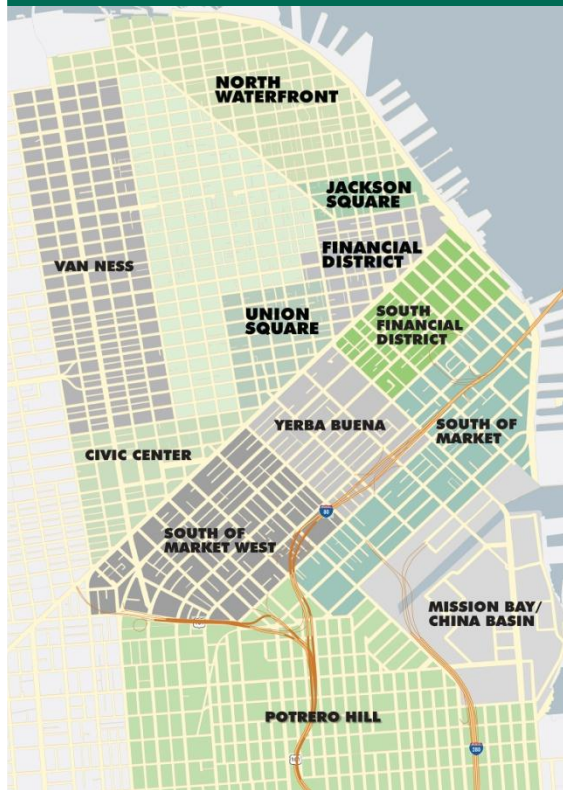 NORTH
WATERFRONT
JACKSON
SQUARE
FINANCIAL
DISTRICT
VAN NESS
UNION
SQUARE
SOUTH
FINANCIAL
DISTRICT
YERBA BUENA
SOUTH OF
MARKET
CIVIC CENTER
80
SOUTH OF
MARKET WEST
MISSION BAY/
CHINA BASIN
POTRERO HILL
280